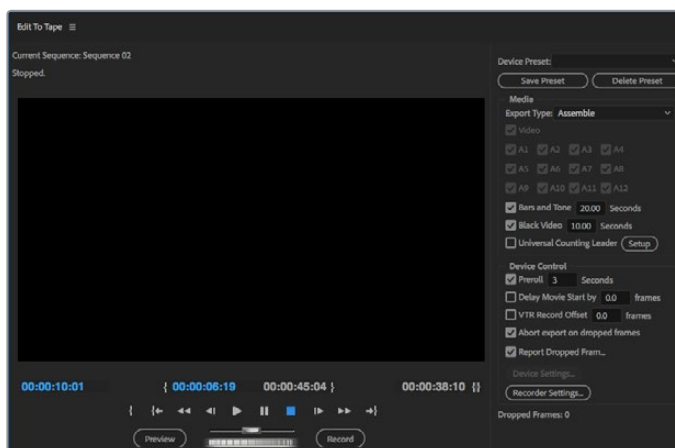 Edit To Tape
Current Sequence: Sequence 02
Stopped.
00:00:10:01
{ 00:00:06:19
00:00:45:04 }
00:00:38:10 {}
Preview
Record
Device Preset:
Save Preset
Delete Preset
Media
Export Type: Assemble
Video
A1 A2 A3 A4
A5 A6 A7 A8
A9 A10 A11 A12
Bars and Tone 20.00 Seconds
Black Video 10.00 Seconds
Universal Counting Leader Setup
Device Control
Preroll 3 Seconds
Delay Movie Start by 0.0 frames
VTR Record Offset 0.0 frames
Abort export on dropped frames
Report Dropped Fram...
Device Settings...
Recorder Settings...
Dropped Frames: 0